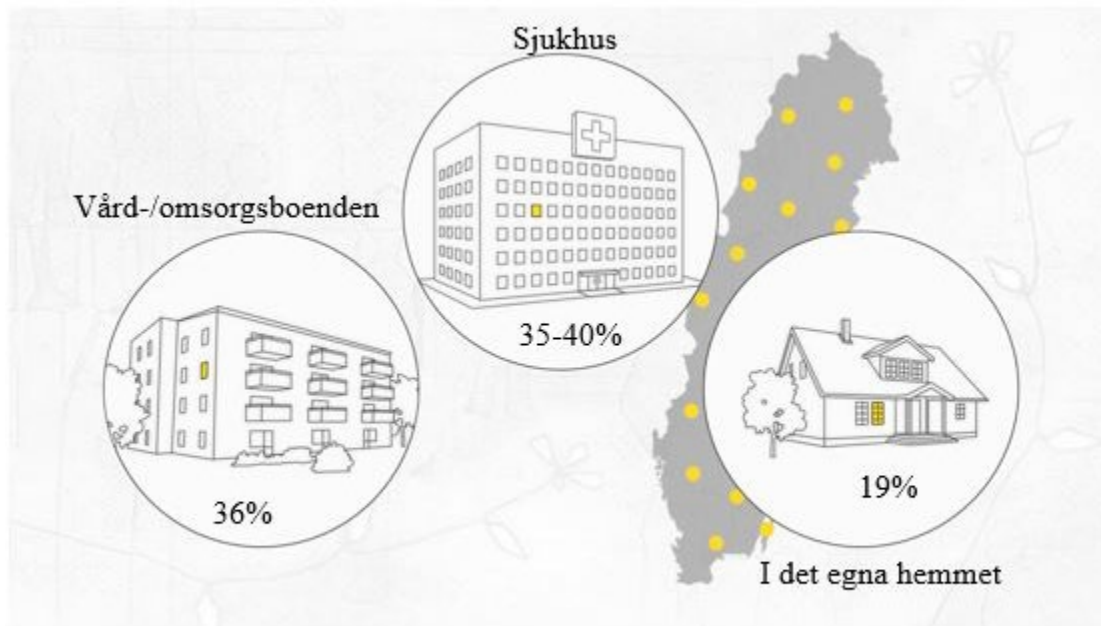 Sjukhus
35-40%
Vård-/omsorgsboenden
36%
19%
I det egna hemmet